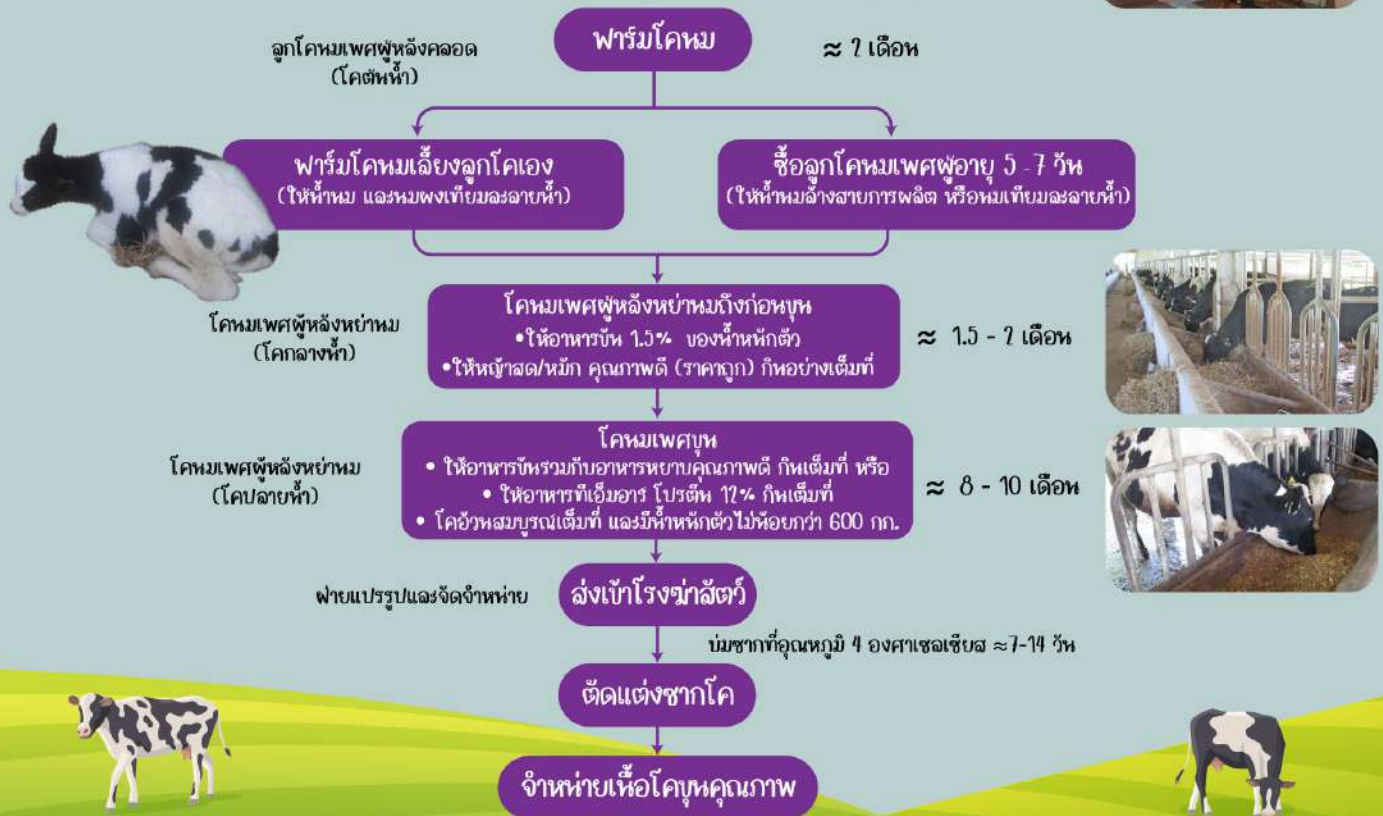 ฟาร์มโคนม
ลูกโคนมเพศผู้หลังคลอด
(โคต้นน้ำ)
≈ 2 เดือน
ฟาร์มโคนมเลี้ยงลูกโคเอง
(ให้น้ำนม และนมผงเทียมละลายน้ำ)
ซื้อลูกโคนมเพศผู้อายุ 5 - 7 วัน
(ให้น้ำนมล้างสายการผลิต หรือนมเทียมละลายน้ำ)
โคนมเพศผู้หลังหย่านม
(โคกลางน้ำ)
โคนมเพศผู้หลังหย่านมถึงก่อนขุน
•ให้อาหารข้น 1.5% ของน้ำหนักตัว
•ให้หญ้าสด/หมัก คุณภาพดี (ราคาถูก) กินอย่างเต็มที่
≈ 1.5 - 2 เดือน
โคนมเพศผู้หลังหย่านม
(โคปลายน้ำ)
โคนมเพศขุน
• ให้อาหารข้นรวมกับอาหารหยาบคุณภาพดี กินเต็มที่ หรือ
• ให้อาหารทีเอ็มอาร์ โปรตีน 12% กินเต็มที่
• โคอ้วนสมบูรณ์เต็มที่ และมีน้ำหนักตัวไม่น้อยกว่า 600 กก.
≈ 8 - 10 เดือน
ฝ่ายแปรรูปและจัดจำหน่าย
ส่งเข้าโรงฆ่าสัตว์
บ่มซากที่อุณหภูมิ 4 องศาเซลเซียส ≈7-14 วัน
ตัดแต่งซากโค
จำหน่ายเนื้อโคขุนคุณภาพ